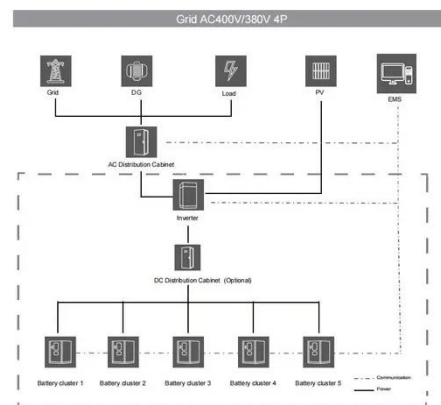 Grid AC400V/380V 4P
Grid
DG
Load
PV
EMS
AC Distribution Cabinet
Inverter
DC Distribution Cabinet (Optional)
Battery cluster 1
Battery cluster 2
Battery cluster 3
Battery cluster 4
Battery cluster 5
Communication
Power